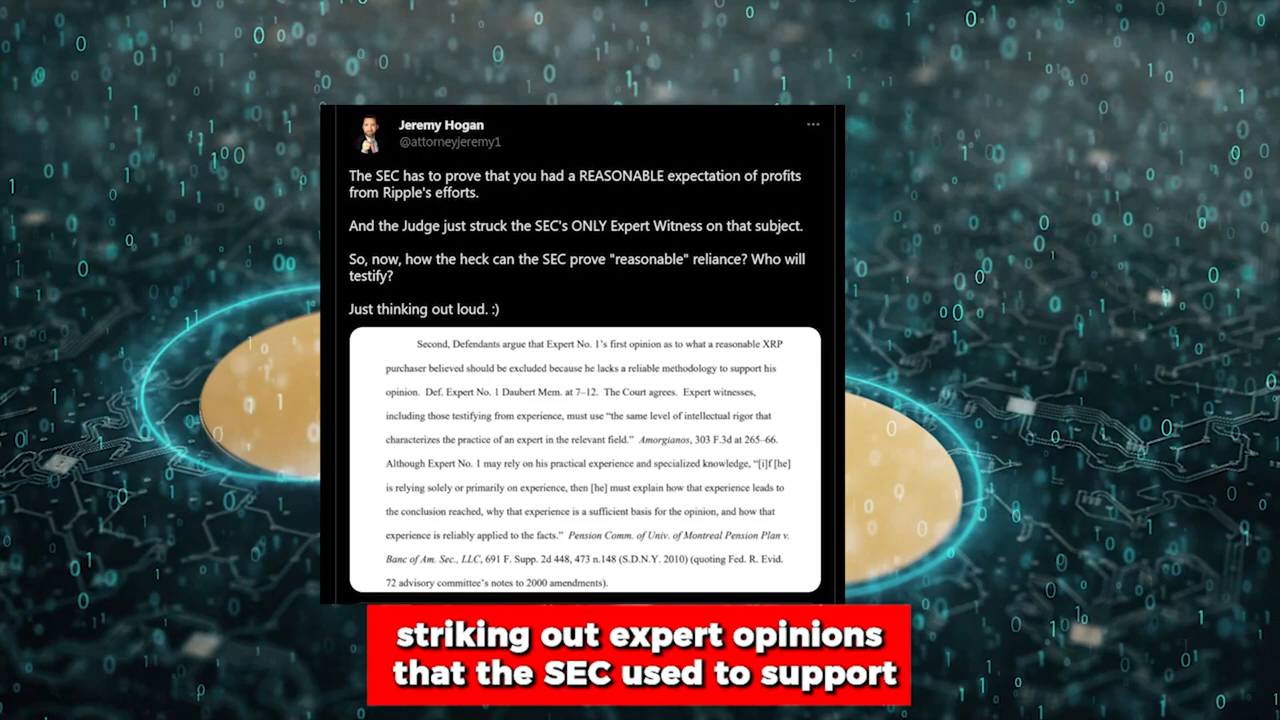 Jeremy Hogan
@attorneyjeremy1
The SEC has to prove that you had a REASONABLE expectation of profits
from Ripple's efforts.
And the Judge just struck the SEC's ONLY Expert Witness on that subject.
So, now, how the heck can the SEC prove "reasonable" reliance? Who will
testify?
Just thinking out loud. :)
Second, Defendants argue that Expert No. 1's first opinion as to what a reasonable XRP
purchaser believed should be excluded because he lacks a reliable methodology to support his
opinion. Def. Expert No. 1 Daubert Mem. at 7–12. The Court agrees. Expert witnesses,
including those testifying from experience, must use “the same level of intellectual rigor that
characterizes the practice of an expert in the relevant field.” Amorgianos, 303 F.3d at 265–66.
Although Expert No. 1 may rely on his practical experience and specialized knowledge, “[i]f [he]
is relying solely or primarily on experience, then [he] must explain how that experience leads to
the conclusion reached, why that experience is a sufficient basis for the opinion, and how that
experience is reliably applied to the facts.” Pension Comm. of Univ. of Montreal Pension Plan v.
Banc of Am. Sec., LLC, 691 F. Supp. 2d 448, 473 n.148 (S.D.N.Y. 2010) (quoting Fed. R. Evid.
72 advisory committee’s notes to 2000 amendments).
striking out expert opinions
that the SEC used to support